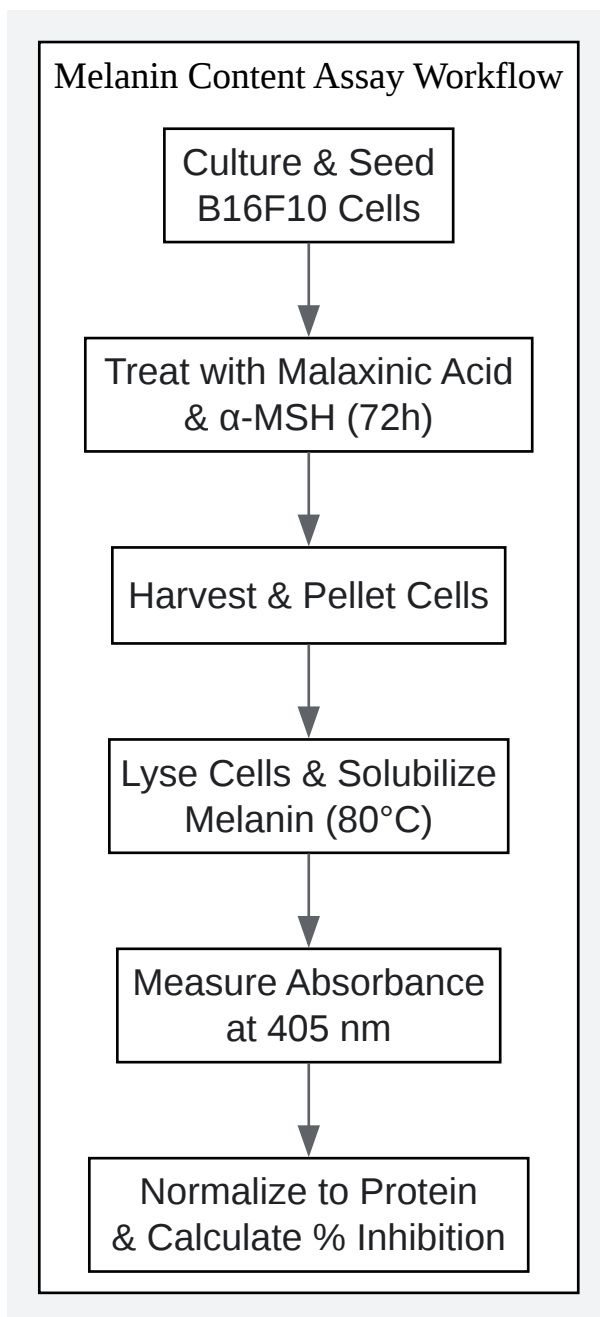 Melanin Content Assay Workflow
Culture & Seed
B16F10 Cells
Treat with Malaxinic Acid
& α-MSH (72h)
Harvest & Pellet Cells
Lyse Cells & Solubilize
Melanin (80°C)
Measure Absorbance
at 405 nm
Normalize to Protein
& Calculate % Inhibition